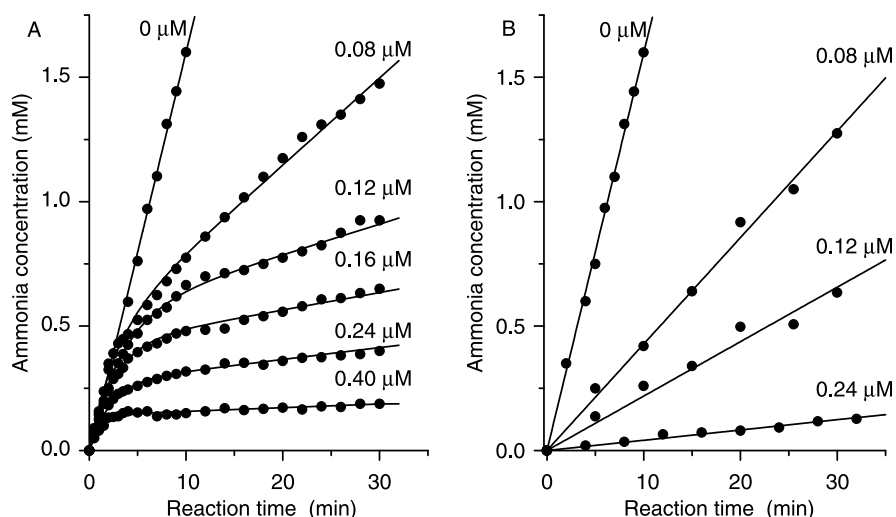 A
0 µM
0.08 µM
0.12 µM
0.16 µM
0.24 µM
0.40 µM
1.5
1.0
0.5
0.0
Ammonia concentration (mM)
0 10 20 30
Reaction time (min)
B
0 µM
0.08 µM
0.12 µM
0.24 µM
1.5
1.0
0.5
0.0
Ammonia concentration (mM)
0 10 20 30
Reaction time (min)